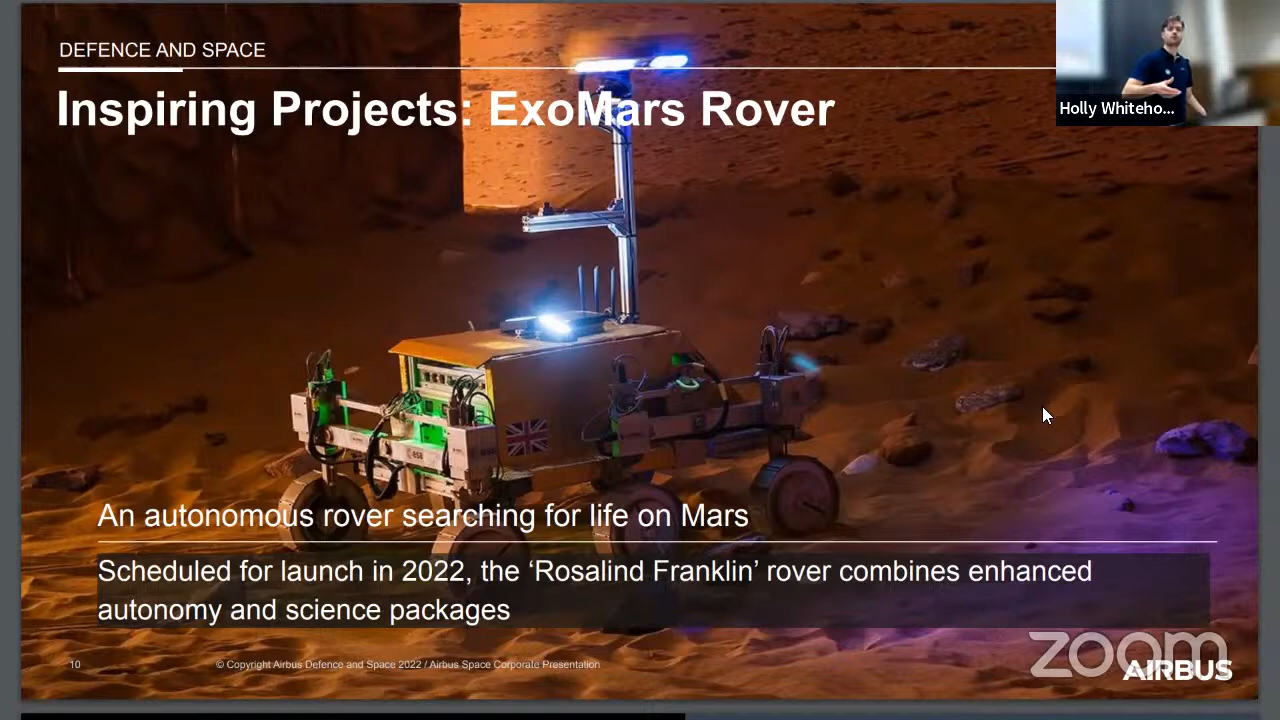 DEFENCE AND SPACE
Inspiring Projects: ExoMars Rover
Holly Whiteho...
esa
An autonomous rover searching for life on Mars
Scheduled for launch in 2022, the ‘Rosalind Franklin’ rover combines enhanced
autonomy and science packages
10
© Copyright Airbus Defence and Space 2022 / Airbus Space Corporate Presentation
zoom
AIRBUS